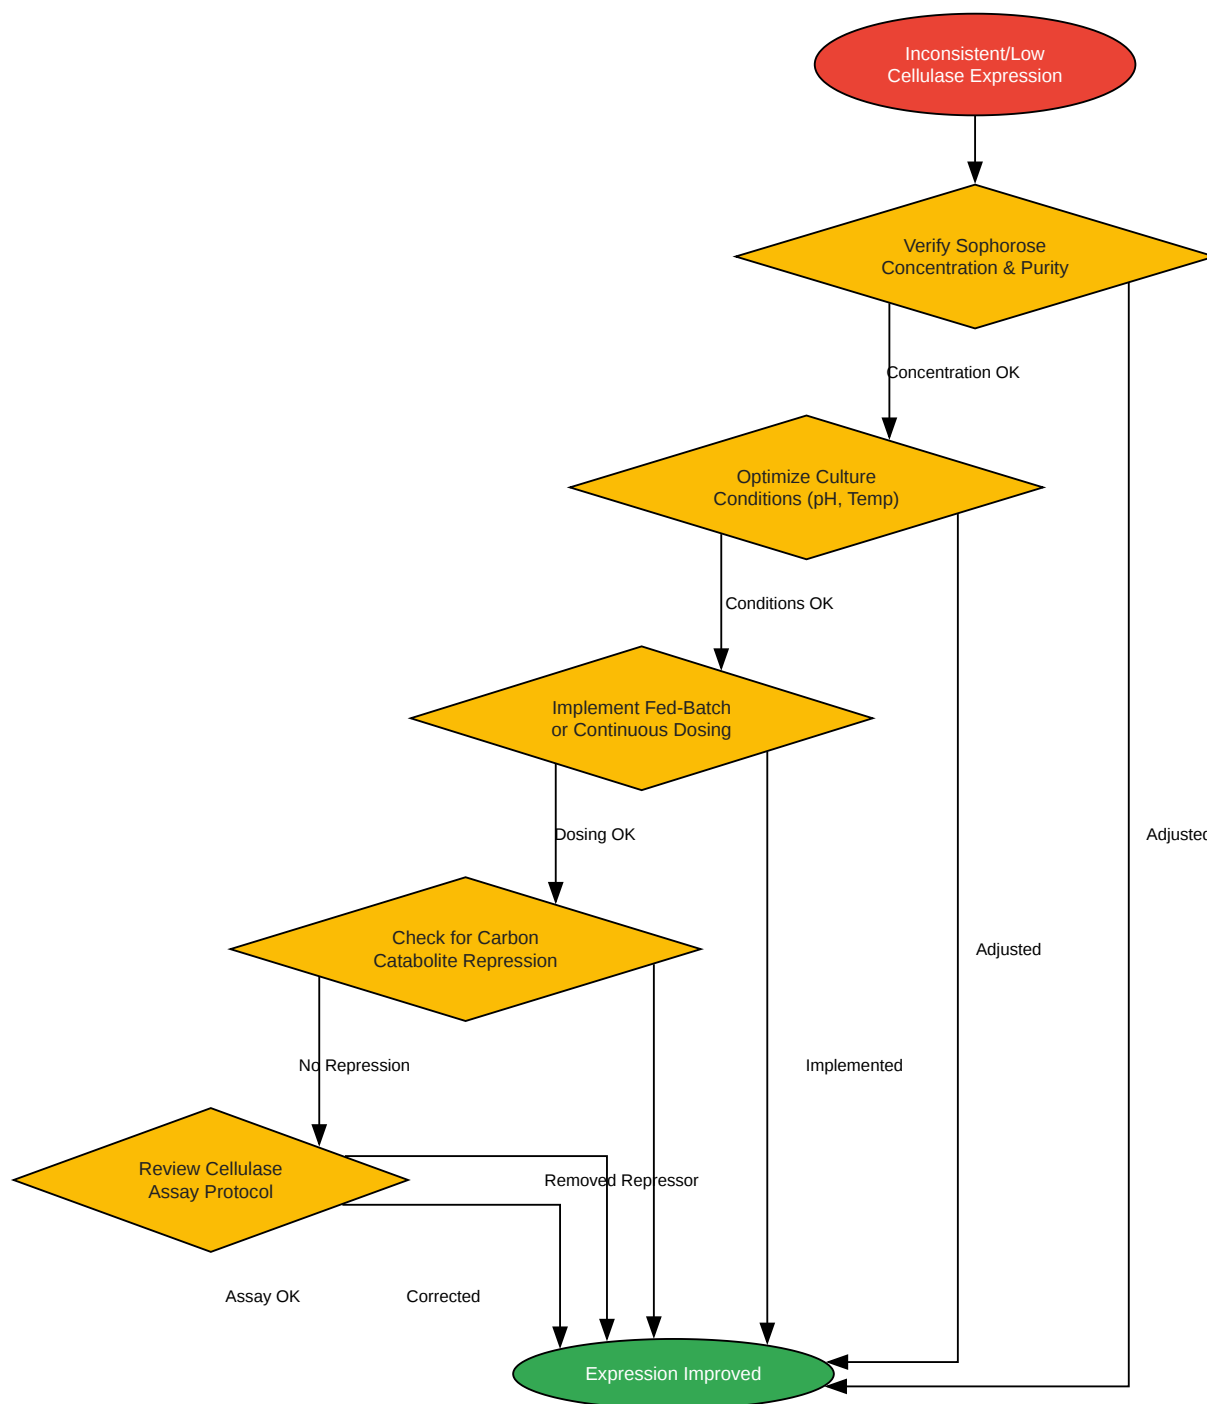 Inconsistent/Low
Cellulase Expression
Verify Sophorose
Concentration & Purity
Concentration OK
Optimize Culture
Conditions (pH, Temp)
Conditions OK
Implement Fed-Batch
or Continuous Dosing
Dosing OK
Adjusted
Check for Carbon
Catabolite Repression
Adjusted
No Repression
Implemented
Review Cellulase
Assay Protocol
Removed Repressor
Assay OK
Corrected
Expression Improved